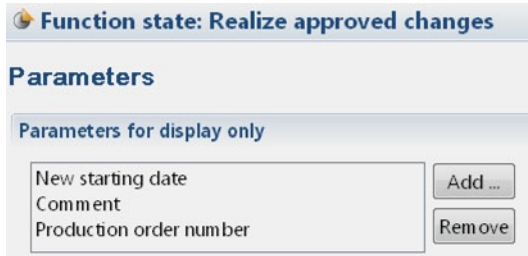 Function state: Realize approved changes
Parameters
Parameters for display only
New starting date
Add ...
Comment
Production order number
Remove